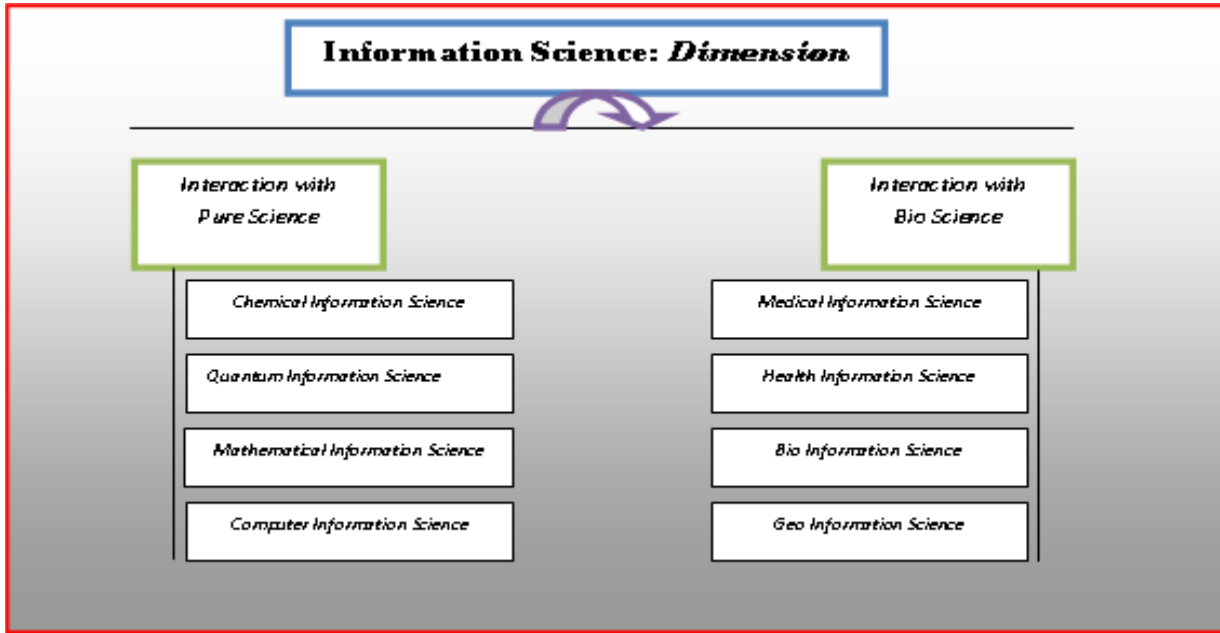 Information Science: Dimension
Interaction with
Pure Science
Chemical Information Science
Quantum Information Science
Mathematical Information Science
Computer Information Science
Interaction with
Bio Science
Medical Information Science
Health Information Science
Bio Information Science
Geo Information Science